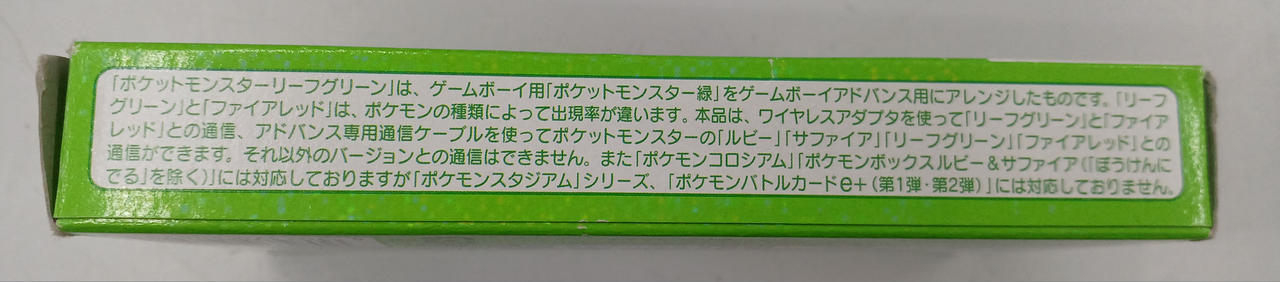 「ポケットモンスターリーフグリーン」は、ゲームボーイ用「ポケットモンスター緑」をゲームボーイアドバンス用にアレンジしたものです。「リーフ
グリーン」と「ファイアレッド」は、ポケモンの種類によって出現率が違います。本品は、ワイヤレスアダプタを使って「リーフグリーン」と「ファイア
レッド」との通信、アドバンス専用通信ケーブルを使ってポケットモンスターの「ルビー」「サファイア」「リーフグリーン」「ファイアレッド」との
通信ができます。それ以外のバージョンとの通信はできません。また「ポケモンコロシアム」「ポケモンボックスルビー&サファイア(「ぼうけんに
でる」を除く)」には対応しておりますが「ポケモンスタジアム」シリーズ、「ポケモンバトルカードe+(第1弾・第2弾)」には対応しておりません。